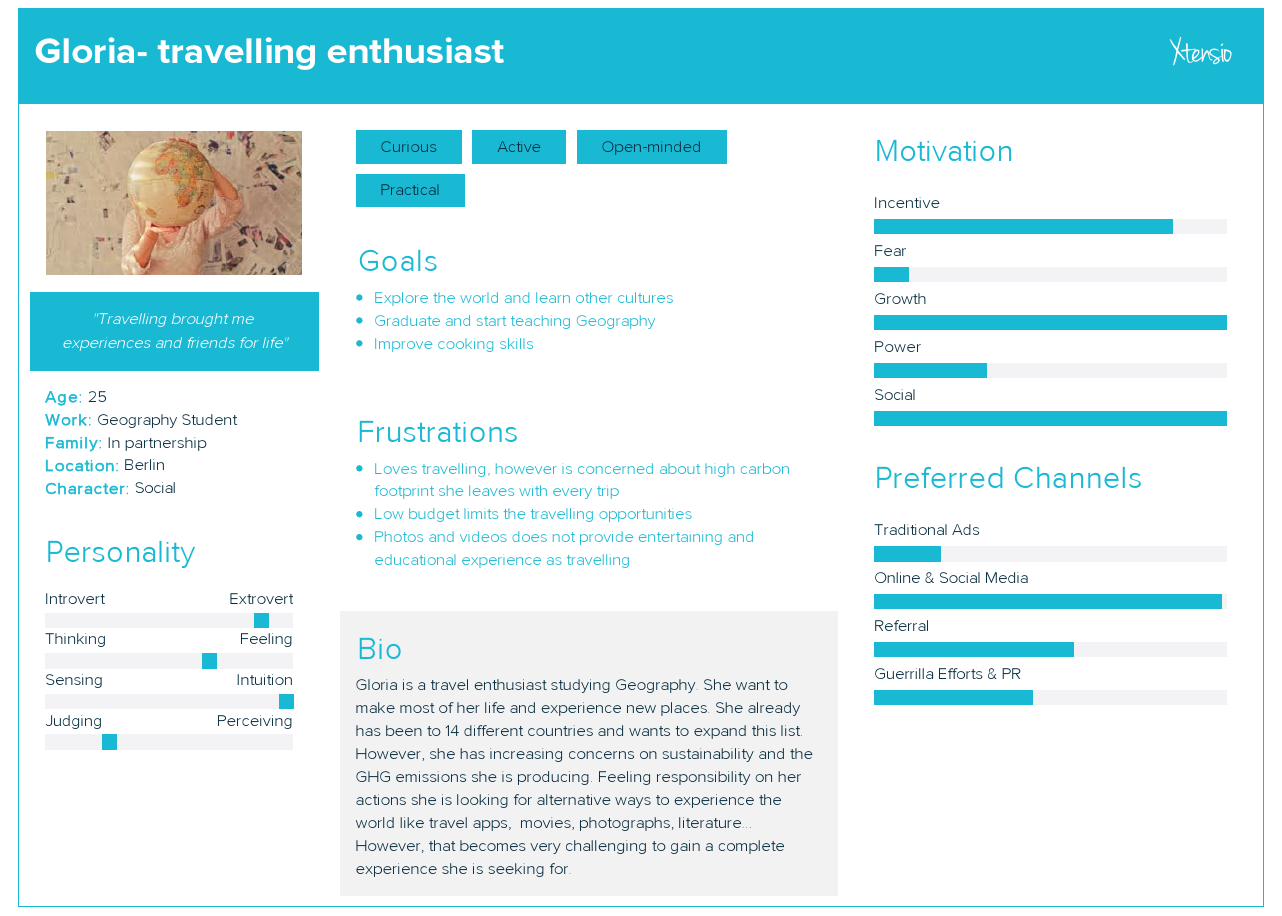 Gloria- travelling enthusiast
Xtensio
"Travelling brought me
experiences and friends for life"
Age: 25
Work: Geography Student
Family: In partnership
Location: Berlin
Character: Social
Personality
Introvert Extrovert
Thinking Feeling
Sensing Intuition
Judging Perceiving
Curious Active Open-minded
Practical
Goals
• Explore the world and learn other cultures
• Graduate and start teaching Geography
• Improve cooking skills
Frustrations
• Loves travelling, however is concerned about high carbon
footprint she leaves with every trip
• Low budget limits the travelling opportunities
• Photos and videos does not provide entertaining and
educational experience as travelling
Bio
Gloria is a travel enthusiast studying Geography. She want to
make most of her life and experience new places. She already
has been to 14 different countries and wants to expand this list.
However, she has increasing concerns on sustainability and the
GHG emissions she is producing. Feeling responsibility on her
actions she is looking for alternative ways to experience the
world like travel apps,  movies, photographs, literature...
However, that becomes very challenging to gain a complete
experience she is seeking for.
Motivation
Incentive
Fear
Growth
Power
Social
Preferred Channels
Traditional Ads
Online & Social Media
Referral
Guerrilla Efforts & PR